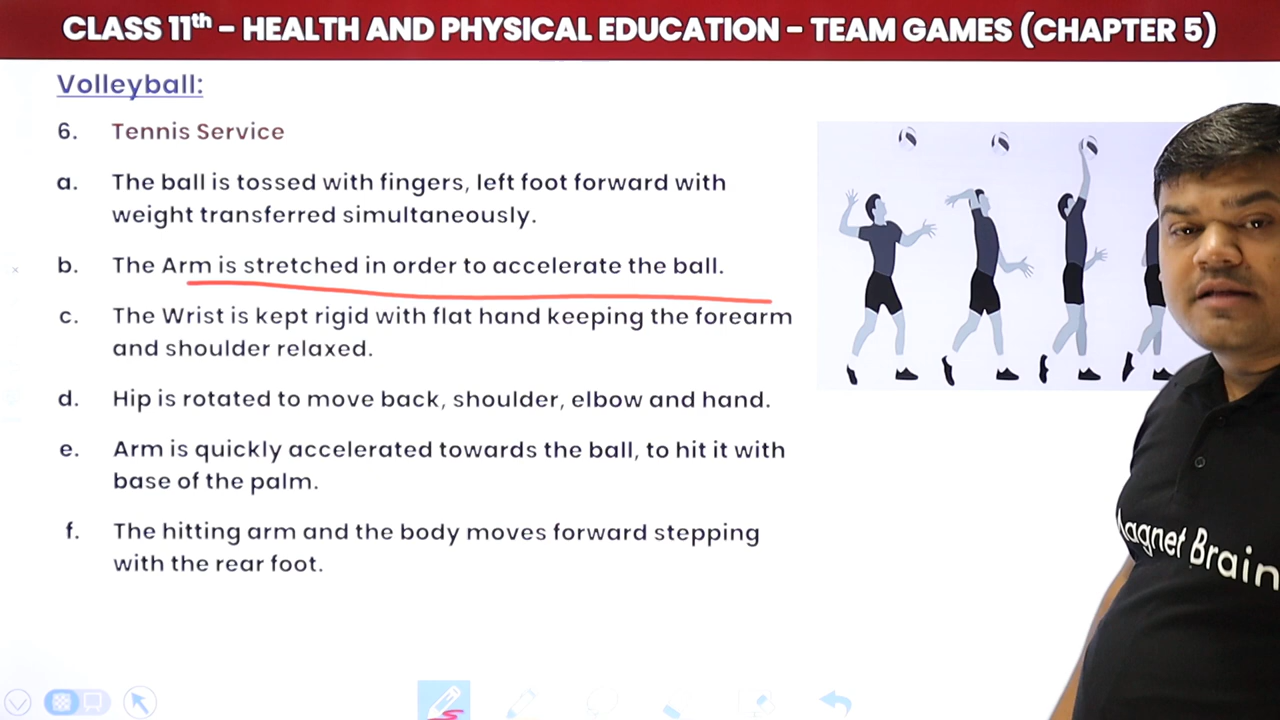 CLASS 11th – HEALTH AND PHYSICAL EDUCATION – TEAM GAMES (CHAPTER 5)
Volleyball:
6. Tennis Service
a. The ball is tossed with fingers, left foot forward with
weight transferred simultaneously.
b. The Arm is stretched in order to accelerate the ball.
c. The Wrist is kept rigid with flat hand keeping the forearm
and shoulder relaxed.
d. Hip is rotated to move back, shoulder, elbow and hand.
e. Arm is quickly accelerated towards the ball, to hit it with
base of the palm.
f. The hitting arm and the body moves forward stepping
with the rear foot.
agnet Brain